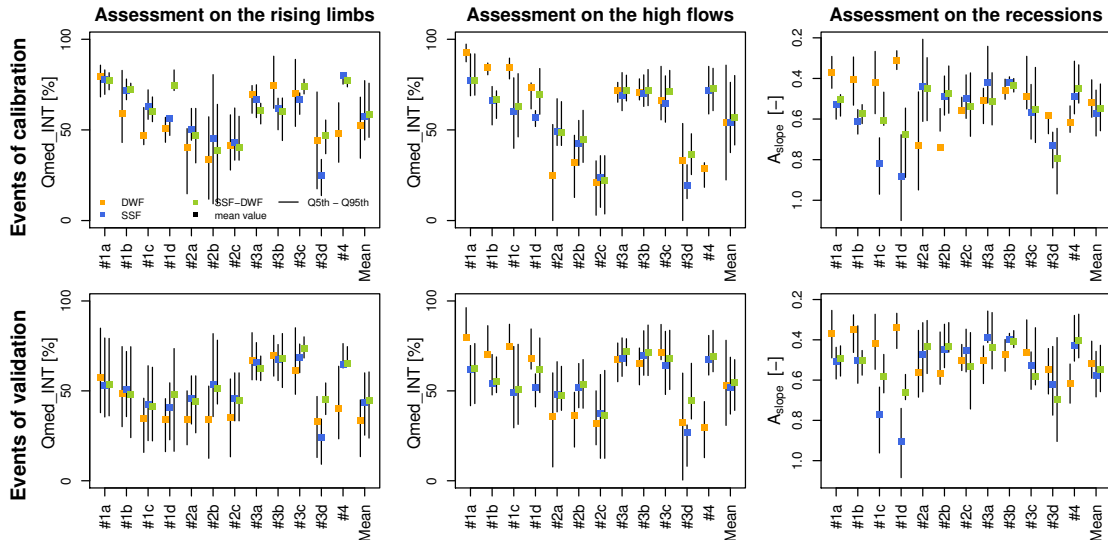 Assessment on the rising limbs
Assessment on the high flows
Assessment on the recessions
Events of calibration
Qmed_INT [%]
100
50
0
DWF
SSF
SSF−DWF
mean value
Q5th − Q95th
#1a
#1b
#1c
#1d
#2a
#2b
#2c
#3a
#3b
#3c
#3d
#4
Mean
Qmed_INT [%]
100
50
0
#1a
#1b
#1c
#1d
#2a
#2b
#2c
#3a
#3b
#3c
#3d
#4
Mean
Aslope [−]
0.2
0.4
0.6
0.8
1.0
#1a
#1b
#1c
#1d
#2a
#2b
#2c
#3a
#3b
#3c
#3d
#4
Mean
Events of validation
Qmed_INT [%]
100
50
0
#1a
#1b
#1c
#1d
#2a
#2b
#2c
#3a
#3b
#3c
#3d
#4
Mean
Qmed_INT [%]
100
50
0
#1a
#1b
#1c
#1d
#2a
#2b
#2c
#3a
#3b
#3c
#3d
#4
Mean
Aslope [−]
0.2
0.4
0.6
0.8
1.0
#1a
#1b
#1c
#1d
#2a
#2b
#2c
#3a
#3b
#3c
#3d
#4
Mean